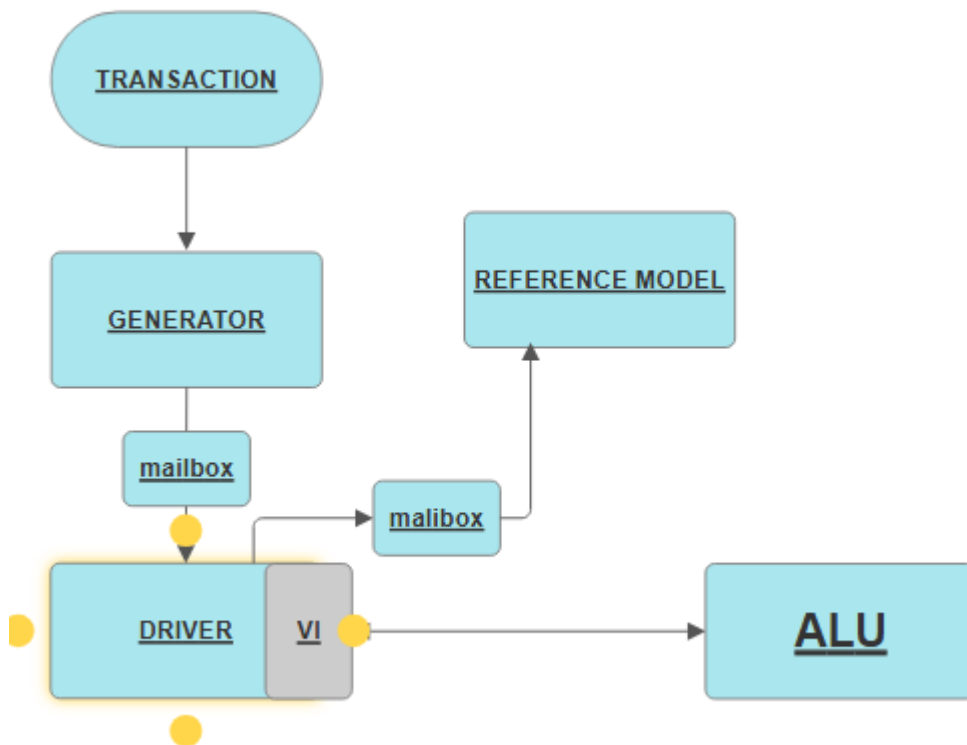 TRANSACTION
GENERATOR
REFERENCE MODEL
mailbox
malibox
DRIVER
VI
ALU